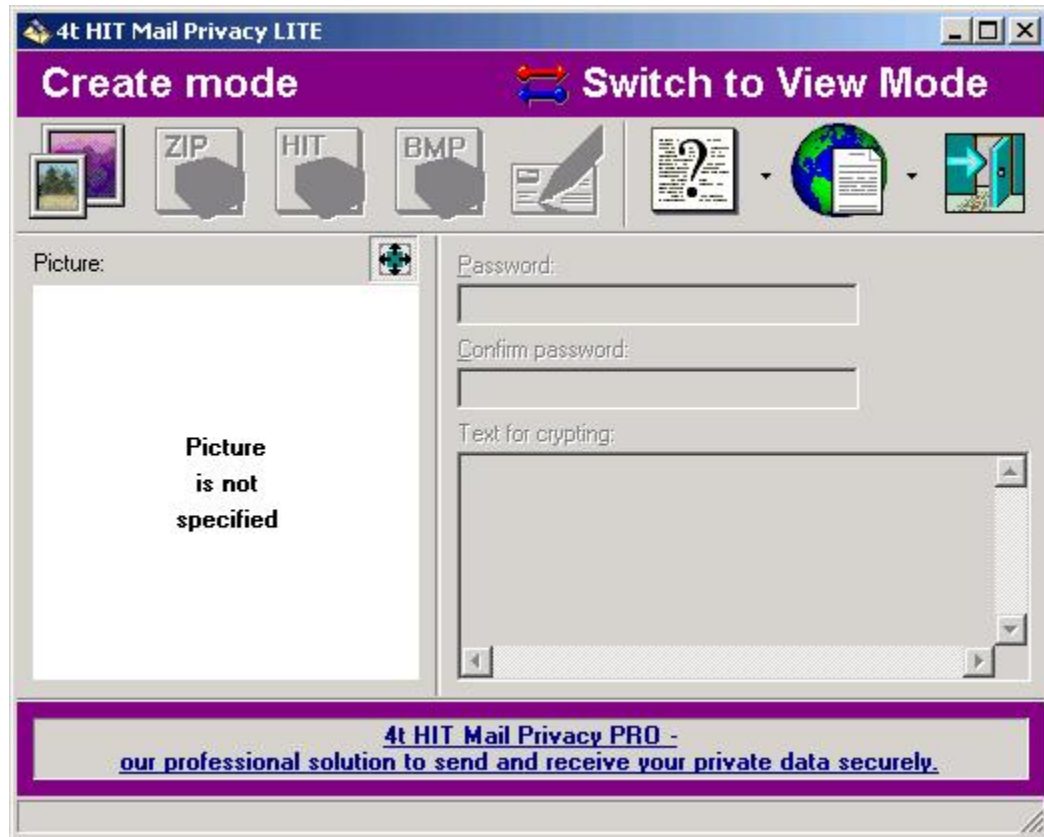 4t HIT Mail Privacy LITE
Create mode
Switch to View Mode
ZIP
HIT
BMP
?
Picture:
Picture
is not
specified
Password:
Confirm password:
Text for crypting:
4t HIT Mail Privacy PRO -
our professional solution to send and receive your private data securely.